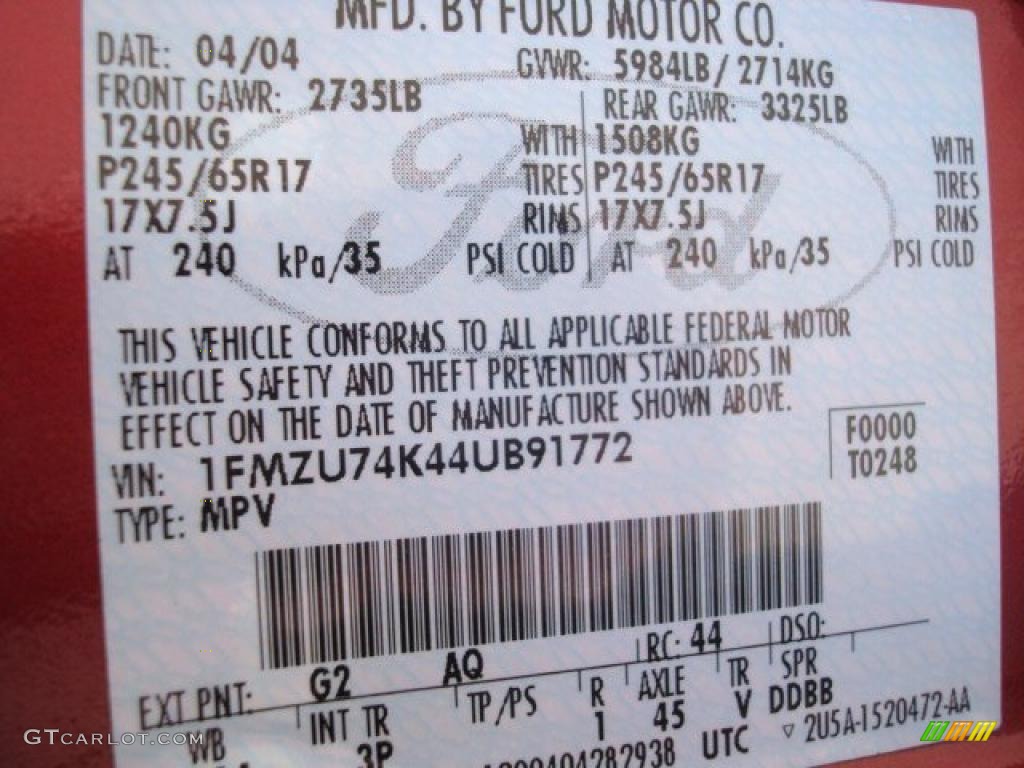 MFD. BY FORD MOTOR CO.
DATE: 04/04 GVWR: 5984LB/ 2714KG
FRONT GAWR: 2735LB REAR GAWR: 3325LB
1240KG WITH 1508KG WITH
P245/65R17 TIRES P245/65R17 TIRES
17X7.5J RIMS 17X7.5J RIMS
AT 240 kPa/35 PSI COLD AT 240 kPa/35 PSI COLD
Ford
THIS VEHICLE CONFORMS TO ALL APPLICABLE FEDERAL MOTOR
VEHICLE SAFETY AND THEFT PREVENTION STANDARDS IN
EFFECT ON THE DATE OF MANUFACTURE SHOWN ABOVE.
F0000
T0248
VIN: 1FMZU74K44UB91772
TYPE: MPV
EXT PNT: G2 AQ RC: 44 DSO:
WB INT TR TP/PS R AXLE TR SPR
3P 1 45 V DDBB
UTC ▽ 2U5A-1520472-AA
GTCARLOT.COM